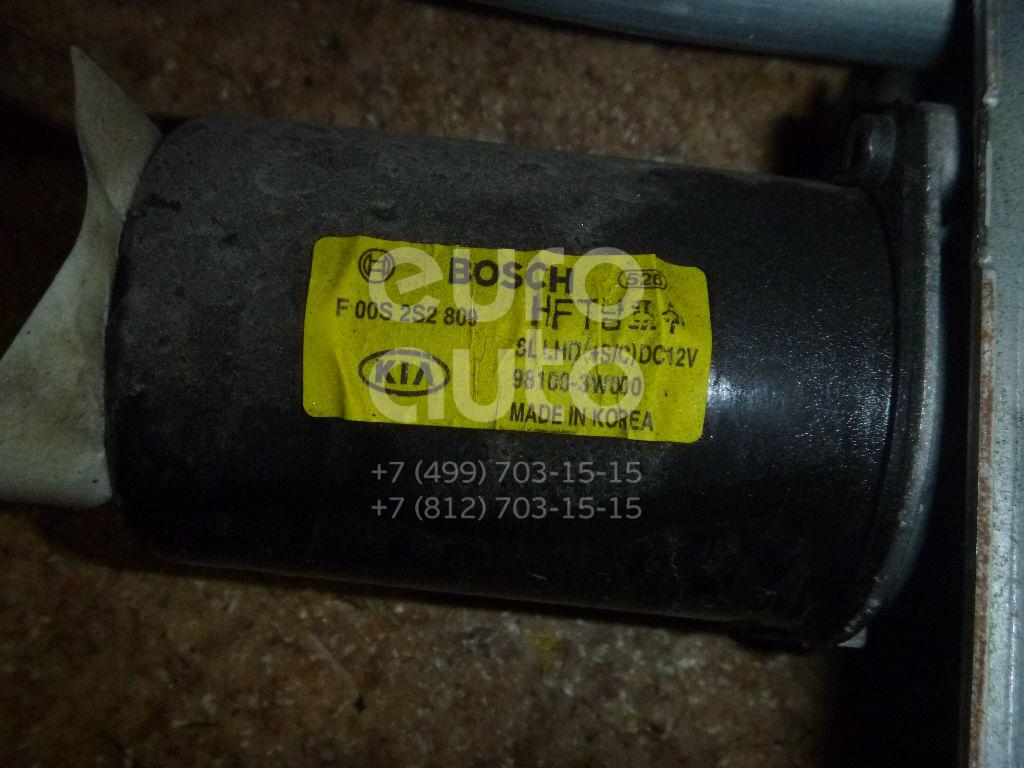 BOSCH
526
F 00S 2S2 809
SL LHD (+S/C) DC12V
KIA
98100-3W000
MADE IN KOREA
euro
auto
+7 (499) 703-15-15
+7 (812) 703-15-15